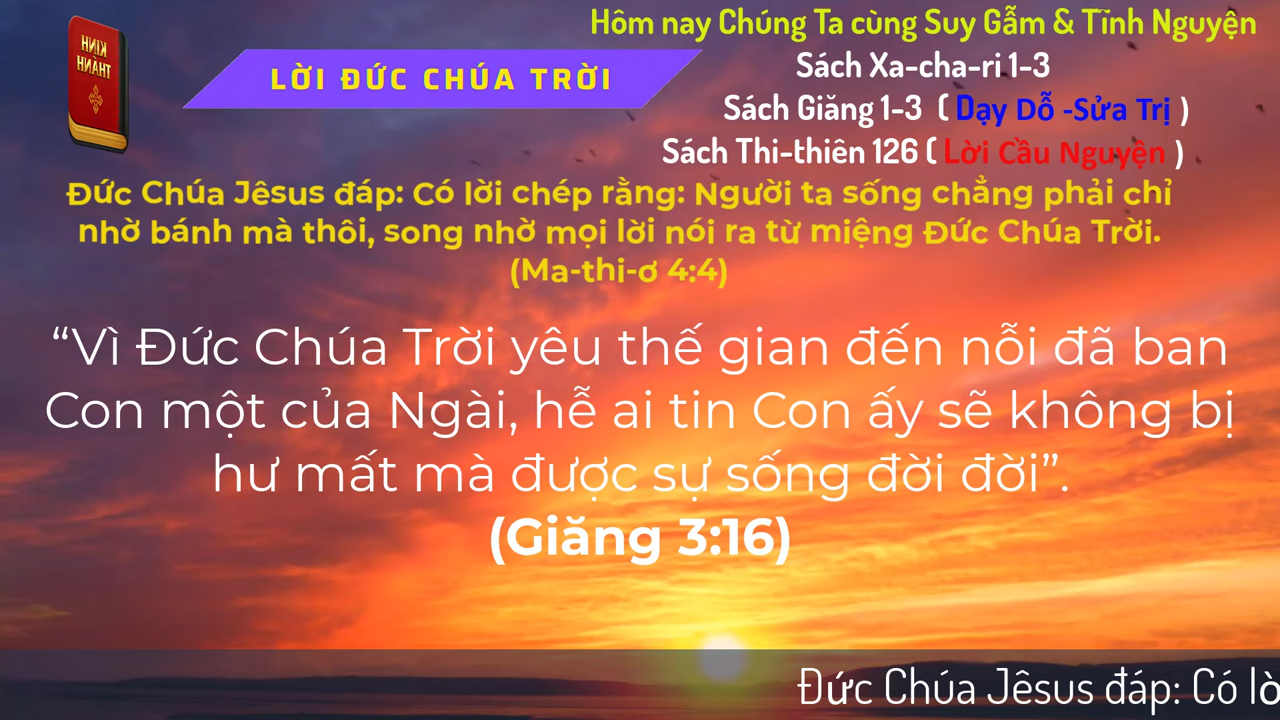 Hôm nay Chúng Ta cùng Suy Gẫm & Tĩnh Nguyện
KINH
THÁNH
LỜI ĐỨC CHÚA TRỜI
Sách Xa-cha-ri 1-3
Sách Giăng 1-3 ( Dạy Dỗ -Sửa Trị )
Sách Thi-thiên 126 ( Lời Cầu Nguyện )
Đức Chúa Jêsus đáp: Có lời chép rằng: Người ta sống chẳng phải chỉ
nhờ bánh mà thôi, song nhờ mọi lời nói ra từ miệng Đức Chúa Trời.
(Ma-thi-ơ 4:4)
“Vì Đức Chúa Trời yêu thế gian đến nỗi đã ban
Con một của Ngài, hễ ai tin Con ấy sẽ không bị
hư mất mà được sự sống đời đời”.
(Giăng 3:16)
Đức Chúa Jêsus đáp: Có lờ